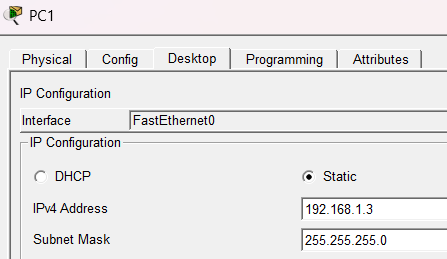 PC1
Physical Config Desktop Programming Attributes
IP Configuration
Interface FastEthernet0
IP Configuration
DHCP Static
IPv4 Address 192.168.1.3
Subnet Mask 255.255.255.0